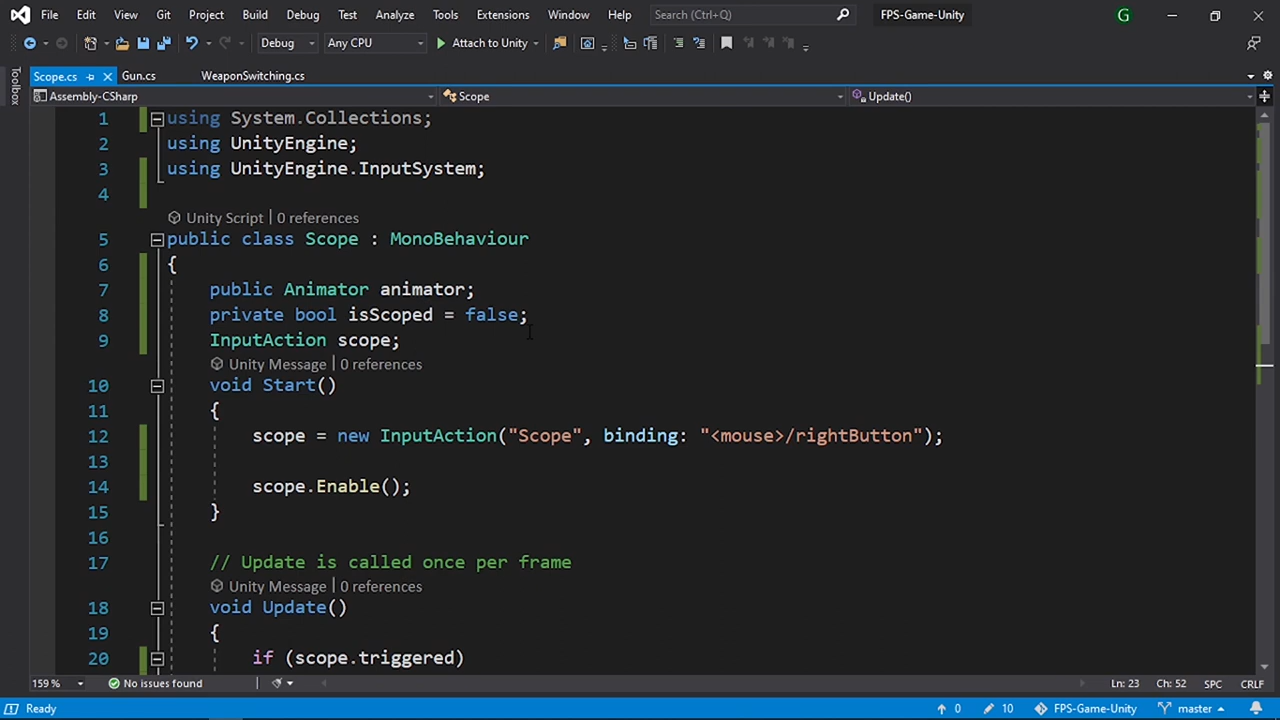 File Edit View Git Project Build Debug Test Analyze Tools Extensions Window Help Search (Ctrl+Q) FPS-Game-Unity G
Debug Any CPU Attach to Unity
Scope.cs Gun.cs WeaponSwitching.cs
Toolbox
Assembly-CSharp Scope Update()
1 using System.Collections;
2 using UnityEngine;
3 using UnityEngine.InputSystem;
4
Unity Script | 0 references
5 public class Scope : MonoBehaviour
6 {
7 public Animator animator;
8 private bool isScoped = false;
9 InputAction scope;
Unity Message | 0 references
10 void Start()
11 {
12 scope = new InputAction("Scope", binding: "<mouse>/rightButton");
13
14 scope.Enable();
15 }
16
17 // Update is called once per frame
Unity Message | 0 references
18 void Update()
19 {
20 if (scope.triggered)
159 % No issues found Ln: 23 Ch: 52 SPC CRLF
Ready 0 10 FPS-Game-Unity master